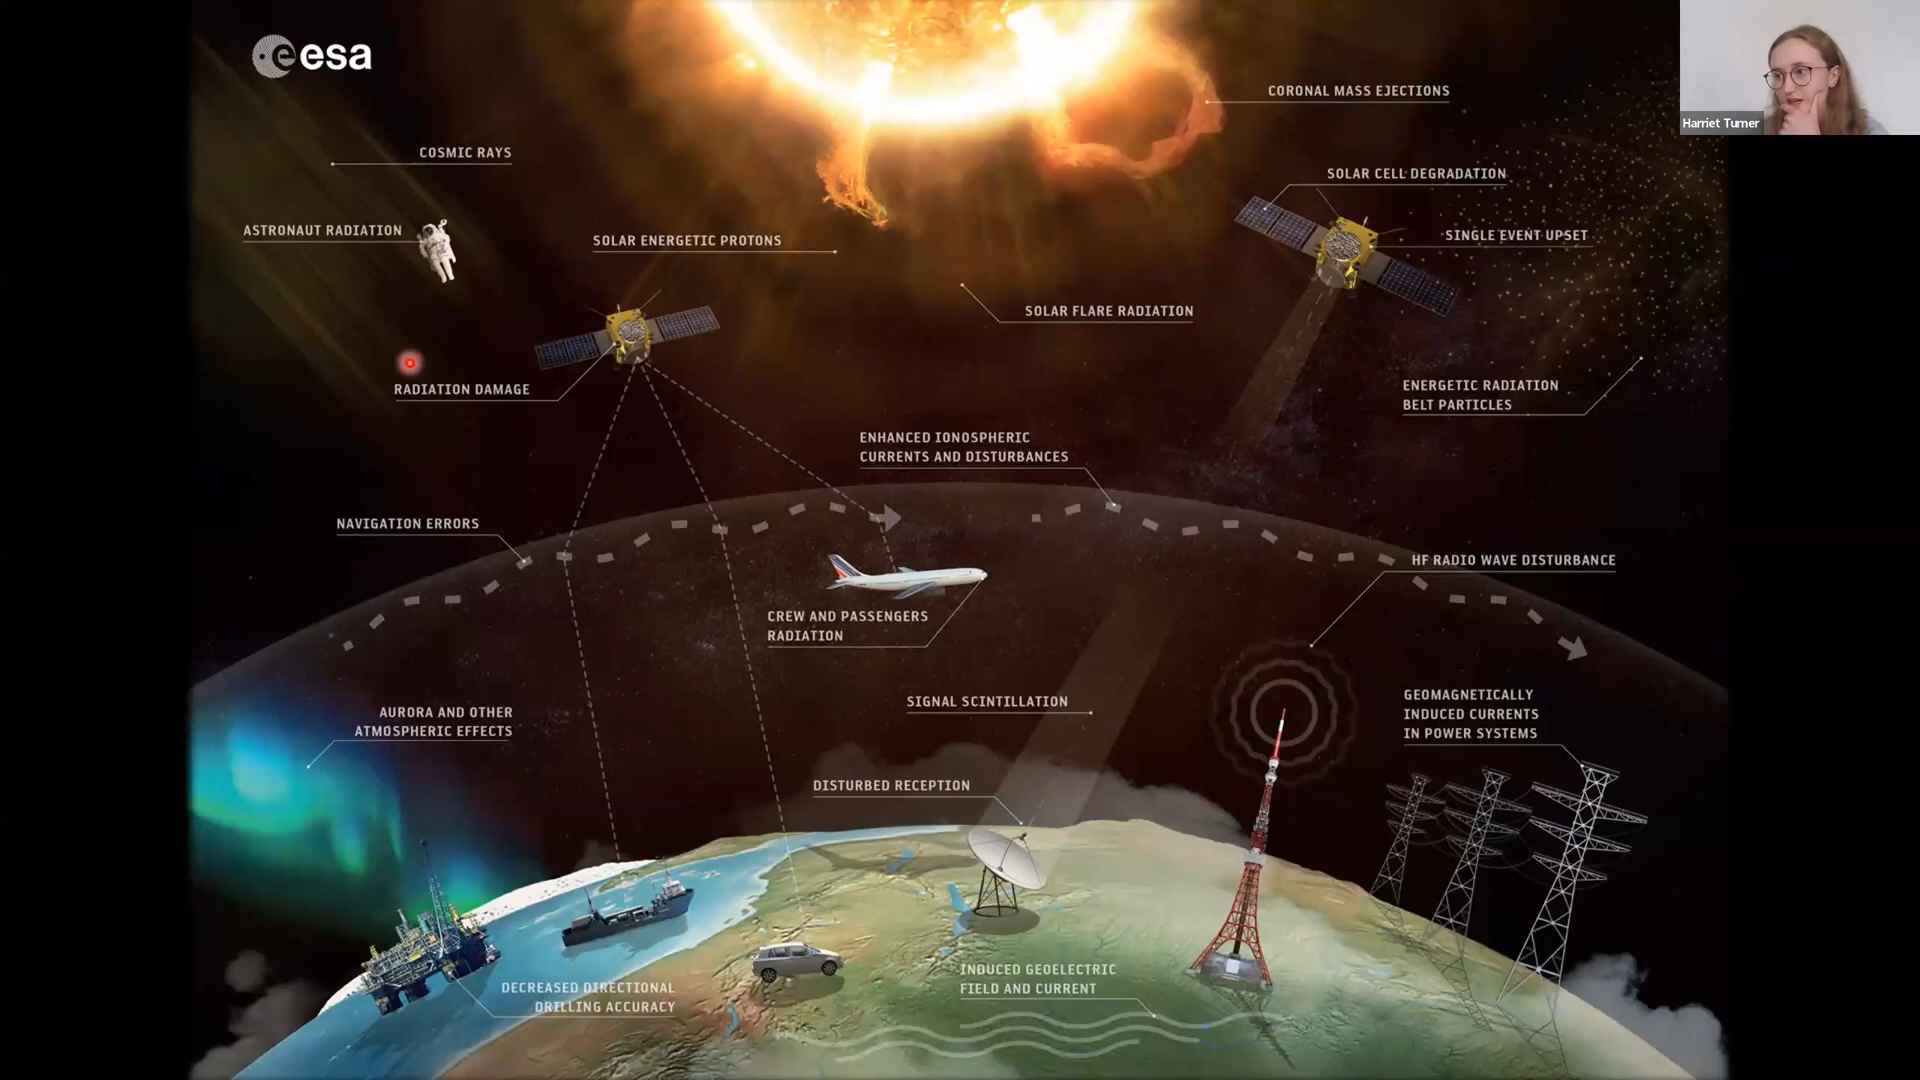 esa
CORONAL MASS EJECTIONS
Harriet Turner
COSMIC RAYS
SOLAR CELL DEGRADATION
ASTRONAUT RADIATION
SOLAR ENERGETIC PROTONS
SINGLE EVENT UPSET
SOLAR FLARE RADIATION
RADIATION DAMAGE
ENERGETIC RADIATION
BELT PARTICLES
ENHANCED IONOSPHERIC
CURRENTS AND DISTURBANCES
NAVIGATION ERRORS
HF RADIO WAVE DISTURBANCE
CREW AND PASSENGERS
RADIATION
SIGNAL SCINTILLATION
GEOMAGNETICALLY
INDUCED CURRENTS
IN POWER SYSTEMS
AURORA AND OTHER
ATMOSPHERIC EFFECTS
DISTURBED RECEPTION
DECREASED DIRECTIONAL
DRILLING ACCURACY
INDUCED GEOELECTRIC
FIELD AND CURRENT